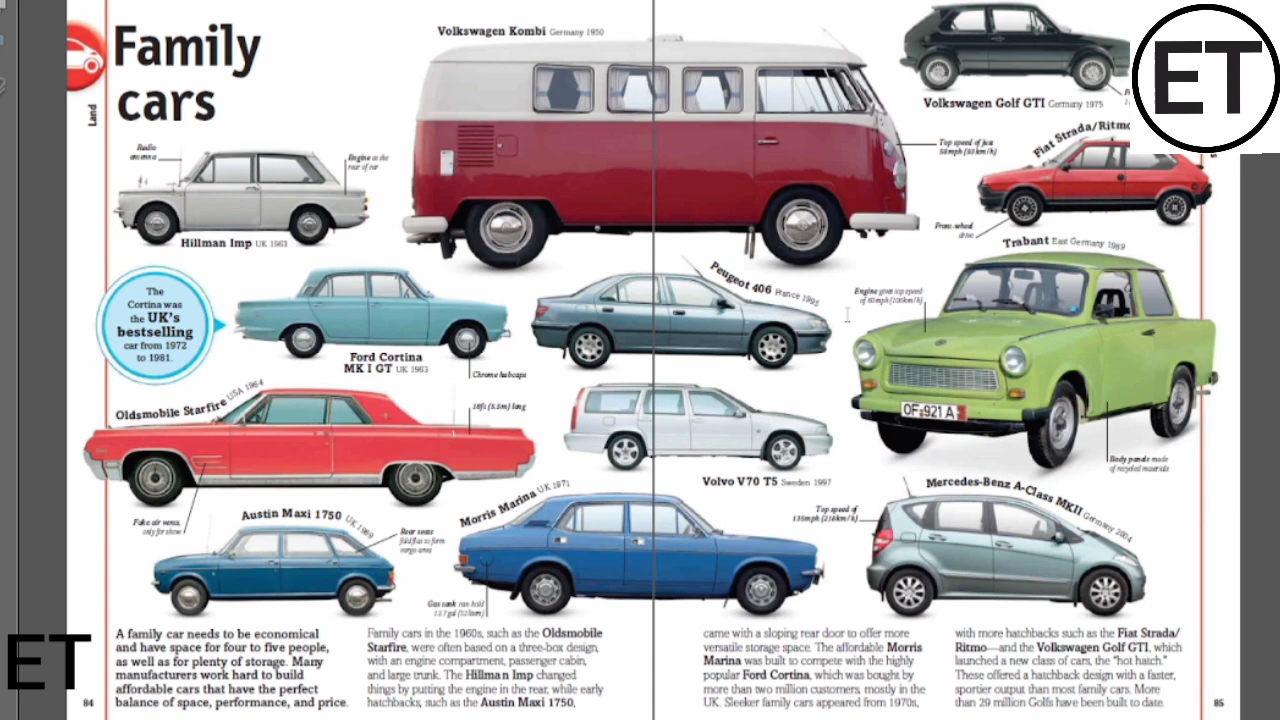 Family
cars
Land
Volkswagen Kombi Germany 1950
Volkswagen Golf GTI Germany 1975
ET
Radio
antenna
Engine at the
rear of car
Hillman Imp UK 1963
Top speed of just
Fiat Strada/Ritmo
Front-wheel
drive
Trabant East Germany 1989
The
Cortina was
the UK's
bestselling
car from 1972
to 1981.
Ford Cortina
MK I GT UK 1963
Chrome hubcaps
Peugeot 406 France 1995
Engine gives top speed
of 60mph (100km/h)
OF 921 A
Body panels made
of recycled materials
Oldsmobile Starfire USA 1964
18ft (5.5m) long
Fake air vents,
only for show
Volvo V70 T5 Sweden 1997
Austin Maxi 1750 UK 1969
Rear seats
fold flat to form
cargo area
Morris Marina UK 1971
Gas tank can hold
Top speed of
Mercedes-Benz A-Class MKII Germany 2004
A family car needs to be economical
and have space for four to five people,
as well as for plenty of storage. Many
manufacturers work hard to build
affordable cars that have the perfect
balance of space, performance, and price.
Family cars in the 1960s, such as the Oldsmobile
Starfire, were often based on a three-box design,
with an engine compartment, passenger cabin,
and large trunk. The Hillman Imp changed
things by putting the engine in the rear, while early
hatchbacks, such as the Austin Maxi 1750,
came with a sloping rear door to offer more
versatile storage space. The affordable Morris
Marina was built to compete with the highly
popular Ford Cortina, which was bought by
more than two million customers, mostly in the
UK. Sleeker family cars appeared from 1970s,
with more hatchbacks such as the Fiat Strada/
Ritmo—and the Volkswagen Golf GTI, which
launched a new class of cars, the "hot hatch."
These offered a hatchback design with a faster,
sportier output than most family cars. More
than 29 million Golfs have been built to date.
ET
84
85